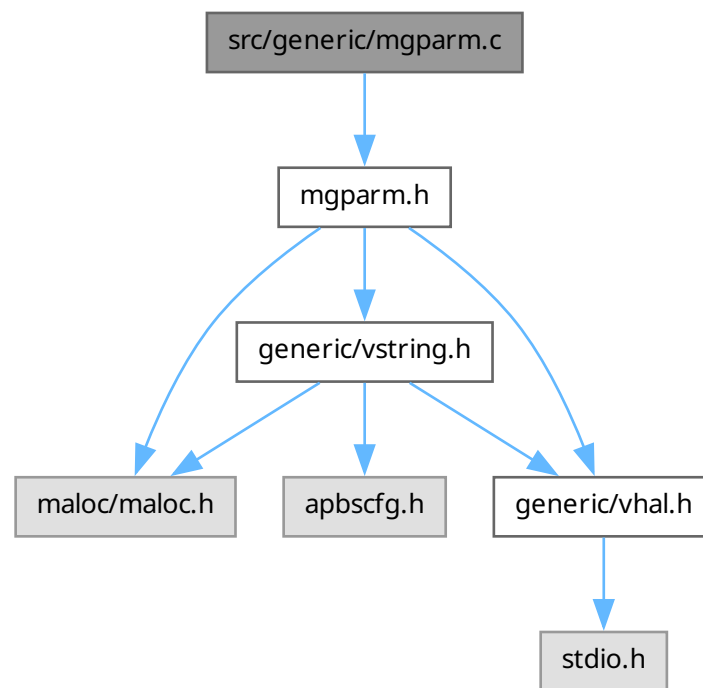 src/generic/mgparm.c
mgparm.h
generic/vstring.h
maloc/maloc.h
apbscfg.h
generic/vhal.h
stdio.h